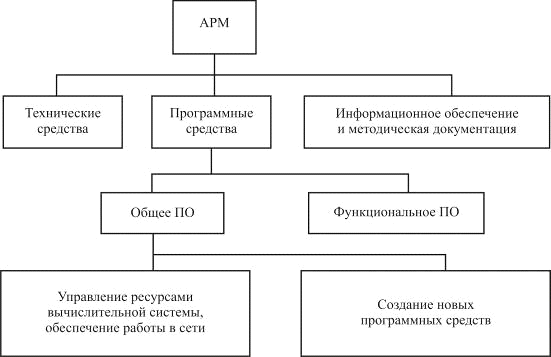 АРМ
Технические
средства
Программные
средства
Информационное обеспечение
и методическая документация
Общее ПО
Функциональное ПО
Управление ресурсами
вычислительной системы,
обеспечение работы в сети
Создание новых
программных средств